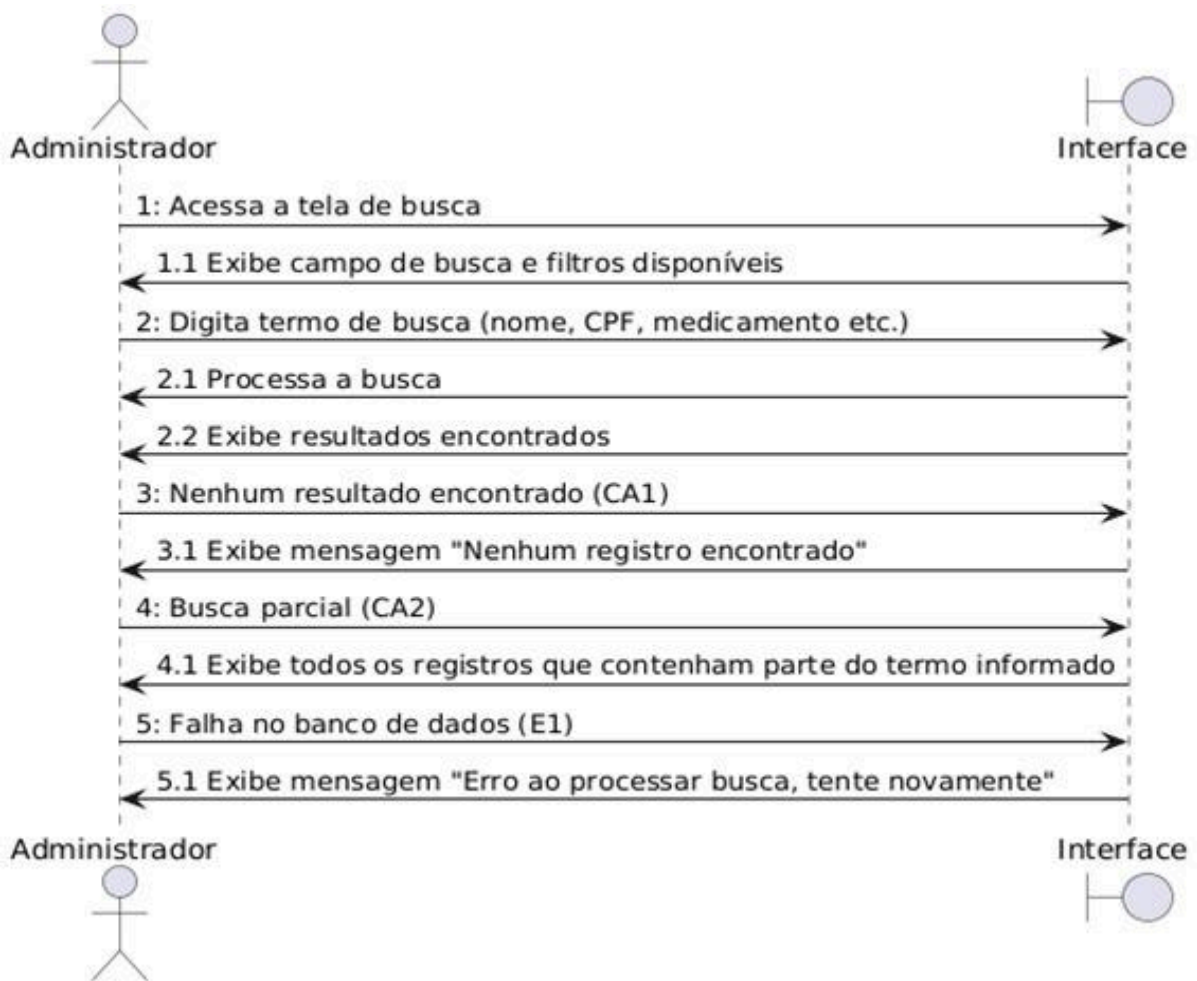 Administrador
Interface
1: Acessa a tela de busca
1.1 Exibe campo de busca e filtros disponíveis
2: Digita termo de busca (nome, CPF, medicamento etc.)
2.1 Processa a busca
2.2 Exibe resultados encontrados
3: Nenhum resultado encontrado (CA1)
3.1 Exibe mensagem "Nenhum registro encontrado"
4: Busca parcial (CA2)
4.1 Exibe todos os registros que contenham parte do termo informado
5: Falha no banco de dados (E1)
5.1 Exibe mensagem "Erro ao processar busca, tente novamente"
Administrador
Interface